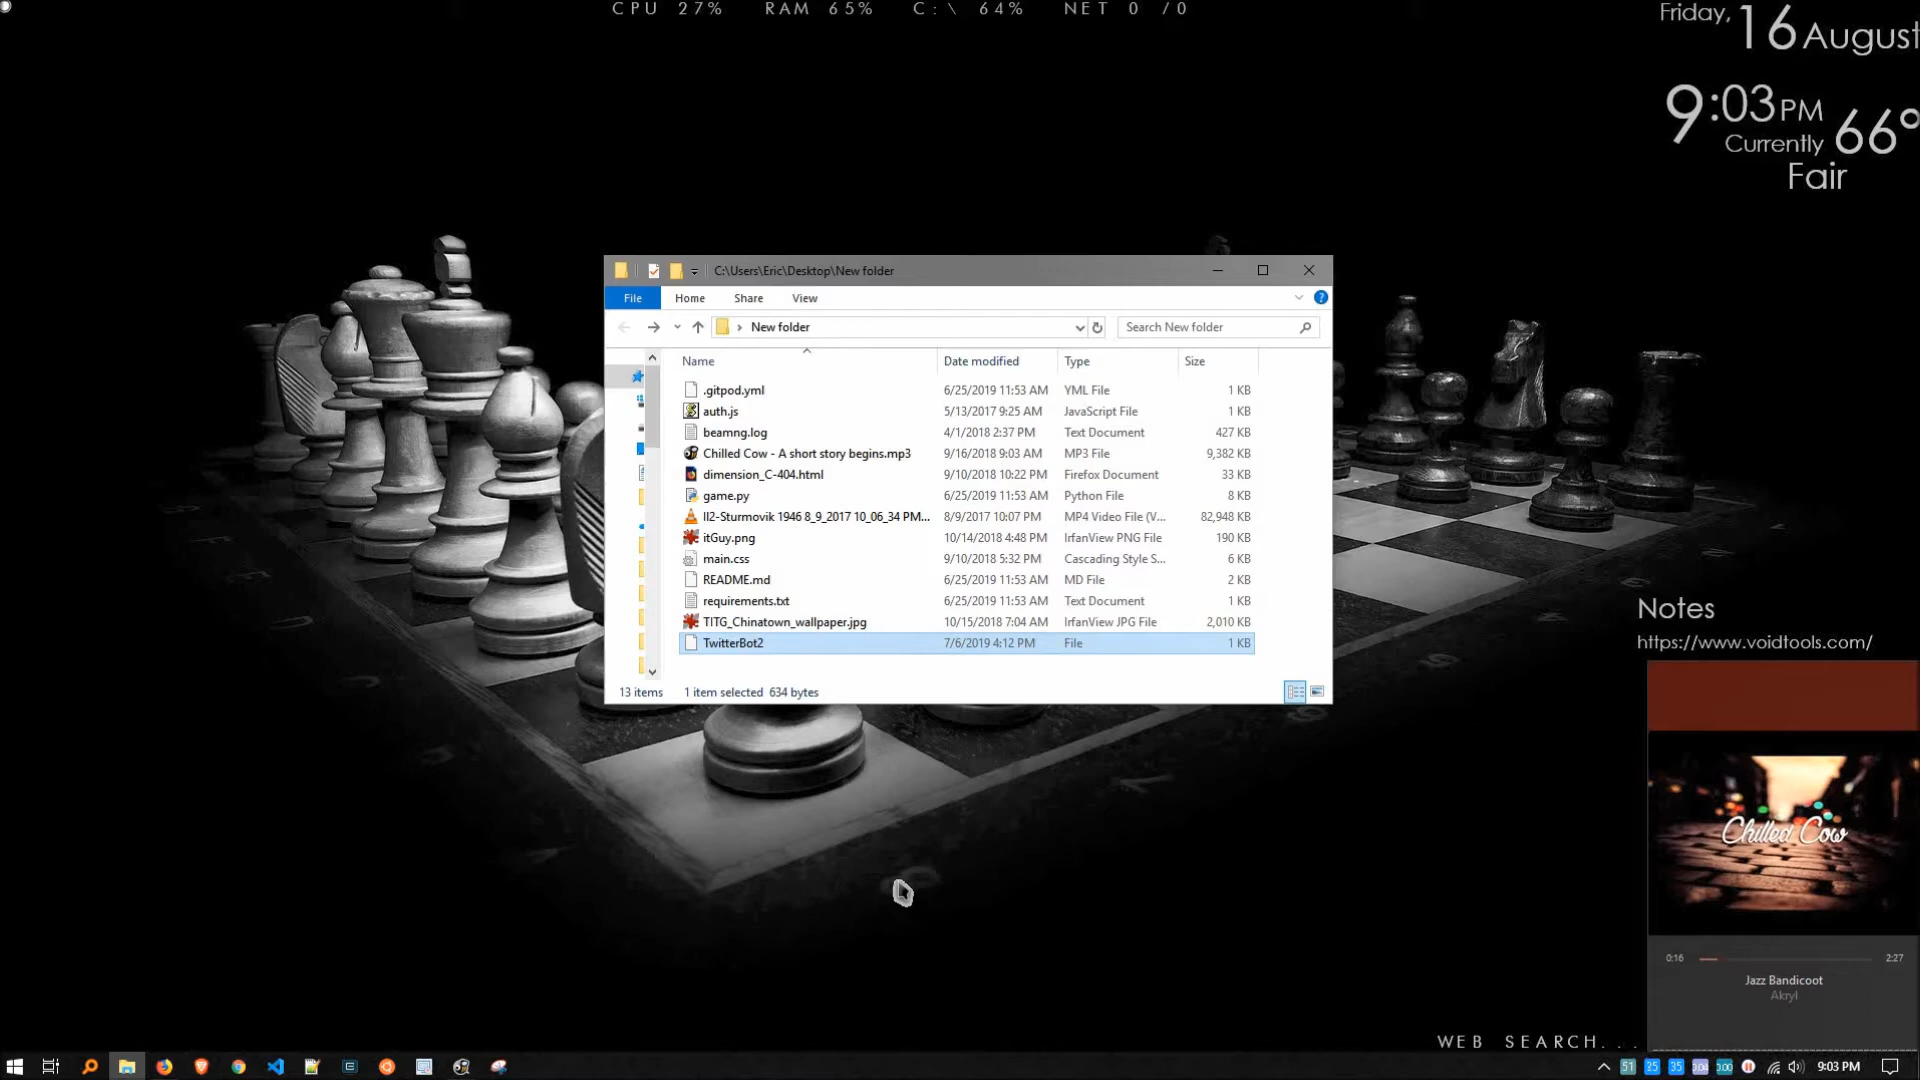 CPU 27% RAM 65% C:\ 64% NET 0 /0
Friday, 16 August
9:03 PM
Currently 66°
Fair
C:\Users\Eric\Desktop\New folder
File Home Share View
New folder
Search New folder
Name Date modified Type Size
.gitpod.yml 6/25/2019 11:53 AM YML File 1 KB
auth.js 5/13/2017 9:25 AM JavaScript File 1 KB
beamng.log 4/1/2018 2:37 PM Text Document 427 KB
Chilled Cow - A short story begins.mp3 9/16/2018 9:03 AM MP3 File 9,382 KB
dimension_C-404.html 9/10/2018 10:22 PM Firefox Document 33 KB
game.py 6/25/2019 11:53 AM Python File 8 KB
Il2-Sturmovik 1946 8_9_2017 10_06_34 PM... 8/9/2017 10:07 PM MP4 Video File (V... 82,948 KB
itGuy.png 10/14/2018 4:48 PM IrfanView PNG File 190 KB
main.css 9/10/2018 5:32 PM Cascading Style S... 6 KB
README.md 6/25/2019 11:53 AM MD File 2 KB
requirements.txt 6/25/2019 11:53 AM Text Document 1 KB
TITG_Chinatown_wallpaper.jpg 10/15/2018 7:04 AM IrfanView JPG File 2,010 KB
TwitterBot2 7/6/2019 4:12 PM File 1 KB
13 items 1 item selected 634 bytes
Notes
https://www.voidtools.com/
Chilled Cow
0:16 2:27
Jazz Bandicoot
Akryl
WEB SEARCH...
51 35 35 0.04 0.00 9:03 PM